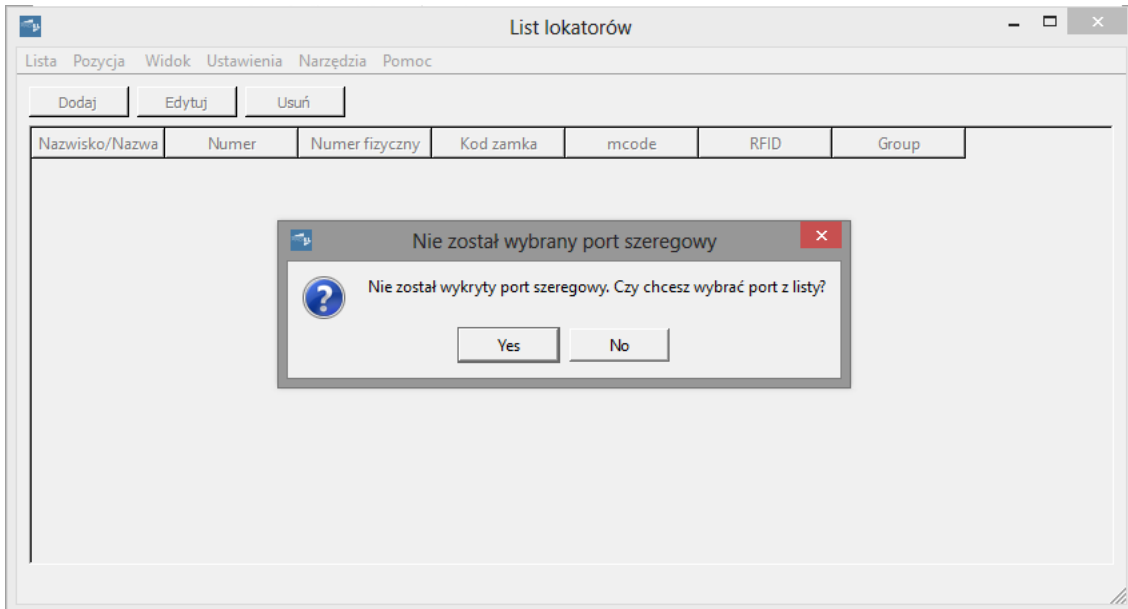 List lokatorów
Lista Pozycja Widok Ustawienia Narzędzia Pomoc
Dodaj Edytuj Usuń
Nazwisko/Nazwa Numer Numer fizyczny Kod zamka mcode RFID Group
Nie został wybrany port szeregowy
Nie został wykryty port szeregowy. Czy chcesz wybrać port z listy?
Yes No